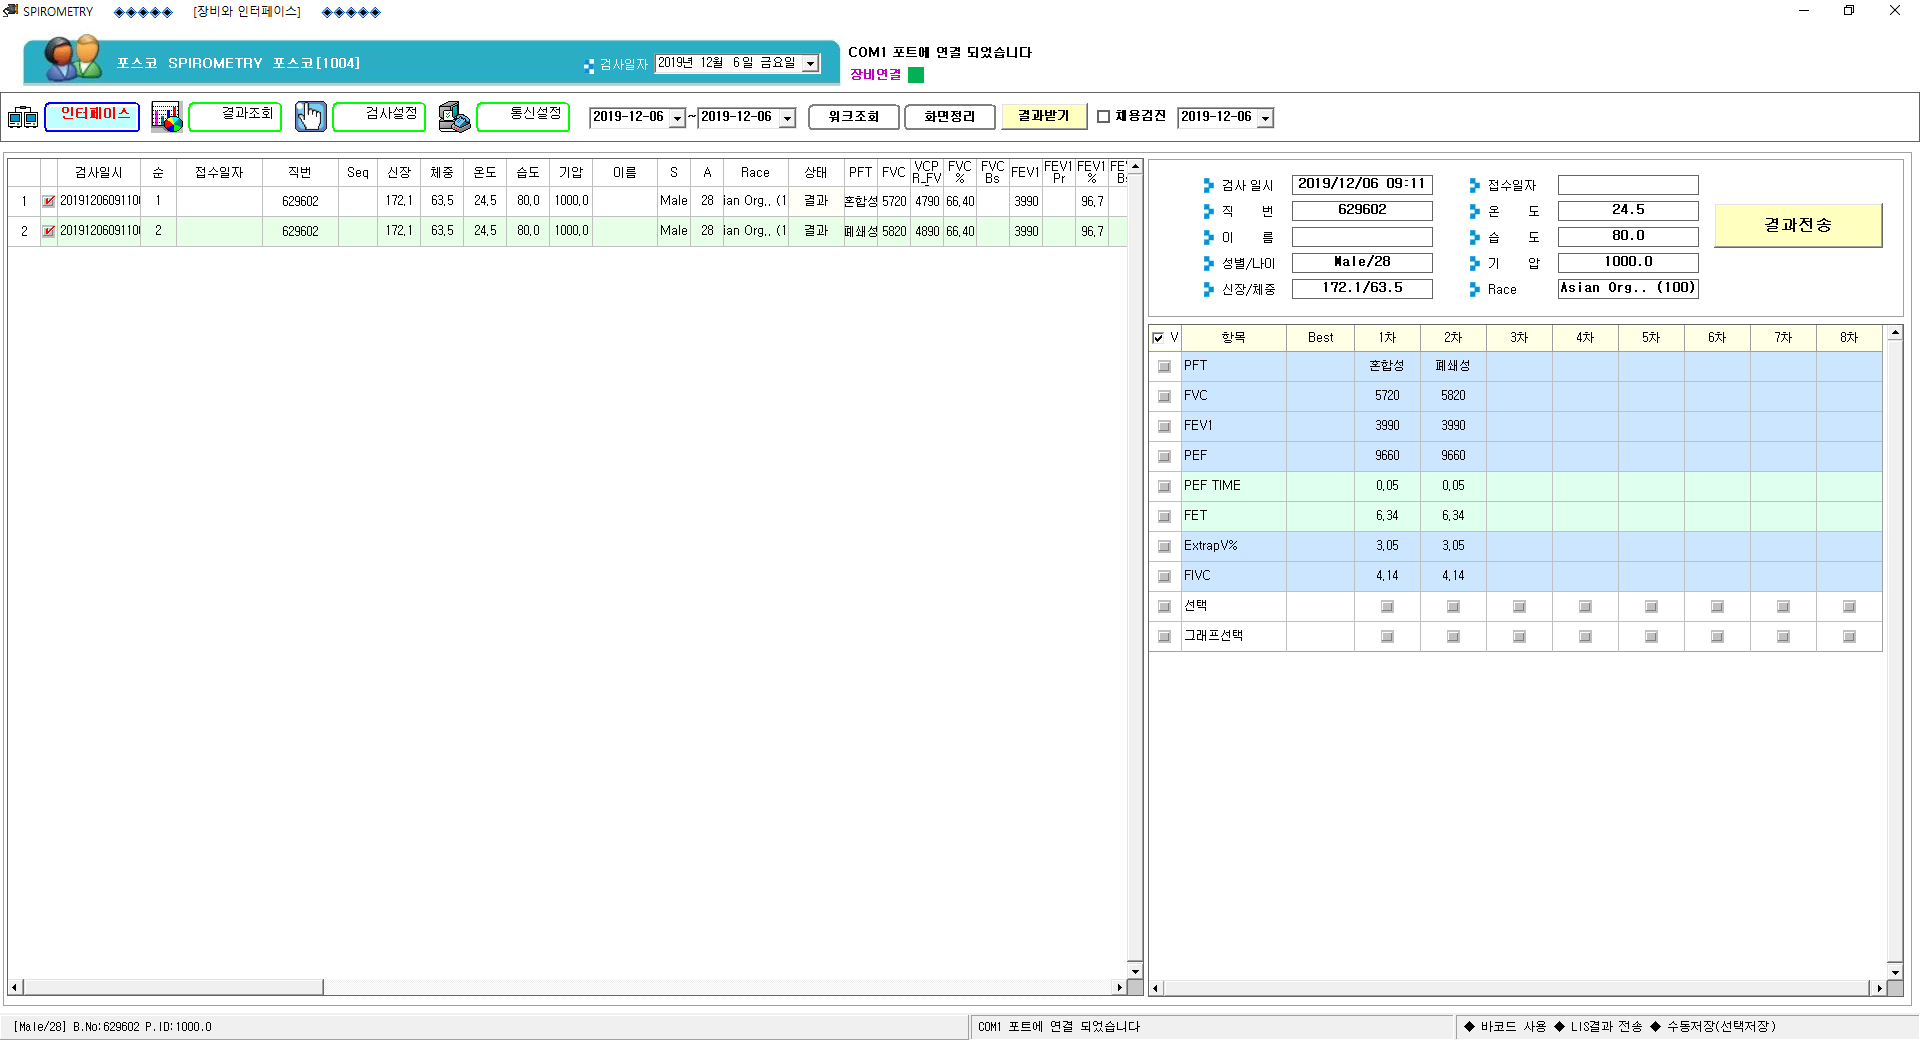 SPIROMETRY ◆◆◆◆◆ [장비와 인터페이스] ◆◆◆◆◆
포스코 SPIROMETRY 포스코[1004] 검사일자 2019년 12월 6일 금요일
COM1 포트에 연결 되었습니다
장비연결
인터페이스 결과조회 검사설정 통신설정 2019-12-06 ~ 2019-12-06 워크조회 화면정리 결과받기 채용검진 2019-12-06
검사일시 순 접수일자 직번 Seq 신장 체중 온도 습도 기압 이름 S A Race 상태 PFT FVC VCP R_FV FVC % FVC Bs FEV1 FEV1 Pr FEV1 %
1 20191206091100 1 629602 172,1 63,5 24,5 80,0 1000,0 Male 28 ian Org,, (1 결과 혼합성 5720 4790 66,40 3990 96,7
2 20191206091100 2 629602 172,1 63,5 24,5 80,0 1000,0 Male 28 ian Org,, (1 결과 폐쇄성 5820 4890 66,40 3990 96,7
검사 일시 2019/12/06 09:11 접수일자
직 번 629602 온 도 24.5
이 름 습 도 80.0
성별/나이 Male/28 기 압 1000.0
신장/체중 172.1/63.5 Race Asian Org.. (100)
결과전송
V 항목 Best 1차 2차 3차 4차 5차 6차 7차 8차
PFT 혼합성 폐쇄성
FVC 5720 5820
FEV1 3990 3990
PEF 9660 9660
PEF TIME 0,05 0,05
FET 6,34 6,34
ExtrapV% 3,05 3,05
FIVC 4,14 4,14
선택
그래프선택
[Male/28] B.No:629602 P.ID:1000.0 COM1 포트에 연결 되었습니다 ◆ 바코드 사용 ◆ LIS결과 전송 ◆ 수동저장(선택저장)